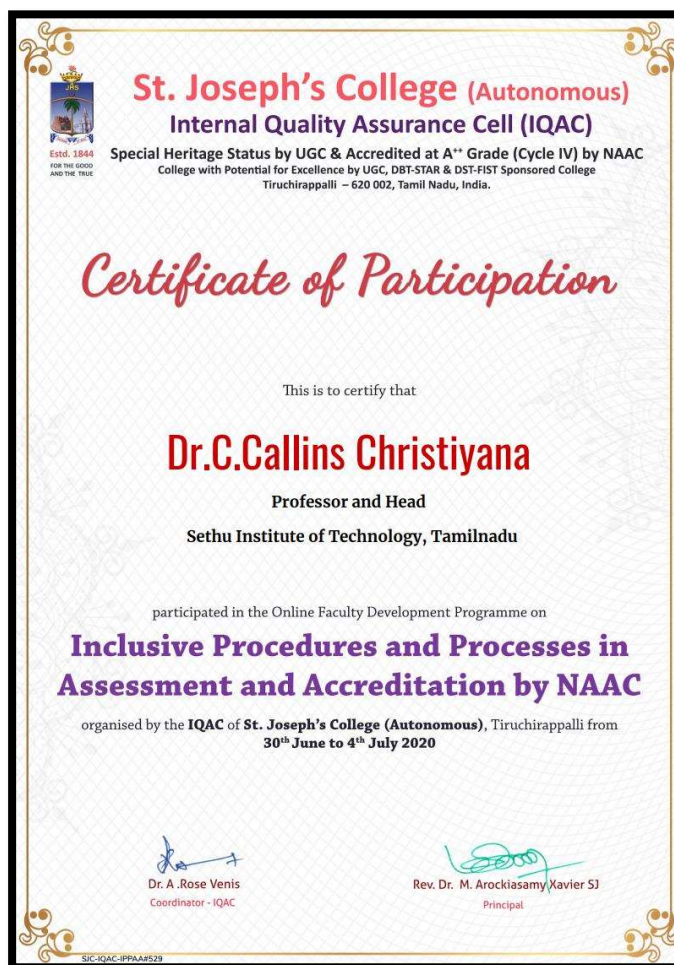 St. Joseph's College (Autonomous)
Internal Quality Assurance Cell (IQAC)
JHS
Estd. 1844
FOR THE GOOD
AND THE TRUE
Special Heritage Status by UGC & Accredited at A++ Grade (Cycle IV) by NAAC
College with Potential for Excellence by UGC, DBT-STAR & DST-FIST Sponsored College
Tiruchirappalli – 620 002, Tamil Nadu, India.
Certificate of Participation
This is to certify that
Dr.C.Callins Christiyana
Professor and Head
Sethu Institute of Technology, Tamilnadu
participated in the Online Faculty Development Programme on
Inclusive Procedures and Processes in
Assessment and Accreditation by NAAC
organised by the IQAC of St. Joseph's College (Autonomous), Tiruchirappalli from
30th June to 4th July 2020
Dr. A .Rose Venis
Coordinator - IQAC
Rev. Dr. M. Arockiasamy Xavier SJ
Principal
SJC-IQAC-IPPAA#529